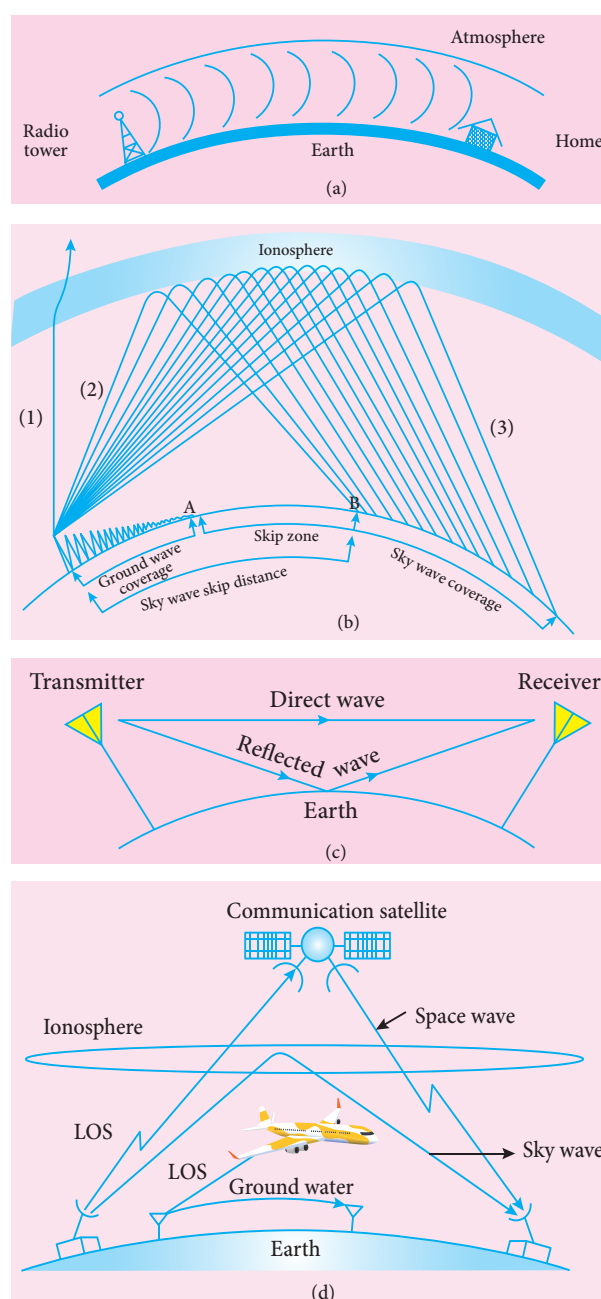 Atmosphere
Radio
tower
Earth
Home
(a)
Ionosphere
(1)
(2)
(3)
A
B
Ground wave
coverage
Skip zone
Sky wave skip distance
Sky wave coverage
(b)
Transmitter
Receiver
Direct wave
Reflected wave
Earth
(c)
Communication satellite
Space wave
Ionosphere
LOS
LOS
Sky wave
Ground water
Earth
(d)